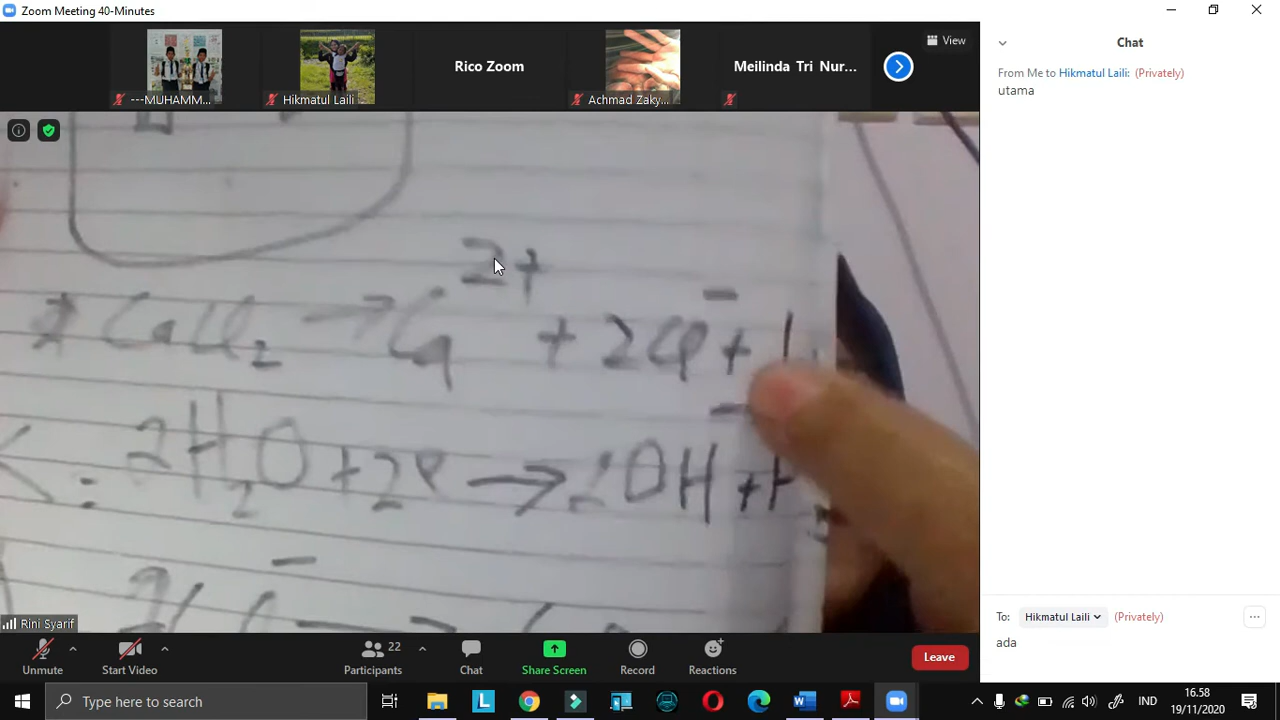 Zoom Meeting 40-Minutes
---MUHAMM...
Hikmatul Laili
Rico Zoom
Achmad Zaky...
Meilinda Tri Nur...
View
Chat
From Me to Hikmatul Laili: (Privately)
utama
CaCl₂ → Ca²⁺ + 2Cl⁻ +
K : 2H₂O + 2e → 2OH⁻ +
Rini Syarif
To: Hikmatul Laili (Privately)
ada
Unmute
Start Video
22
Participants
Chat
Share Screen
Record
Reactions
Leave
Type here to search
IND
16.58
19/11/2020